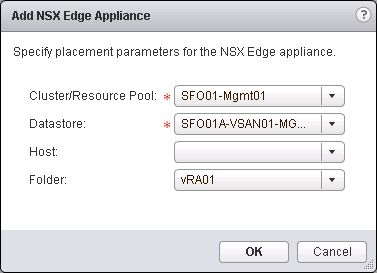 Add NSX Edge Appliance
?
Specify placement parameters for the NSX Edge appliance.
Cluster/Resource Pool: * SFO01-Mgmt01
Datastore: * SFO01A-VSAN01-MG...
Host:
Folder: vRA01
OK Cancel